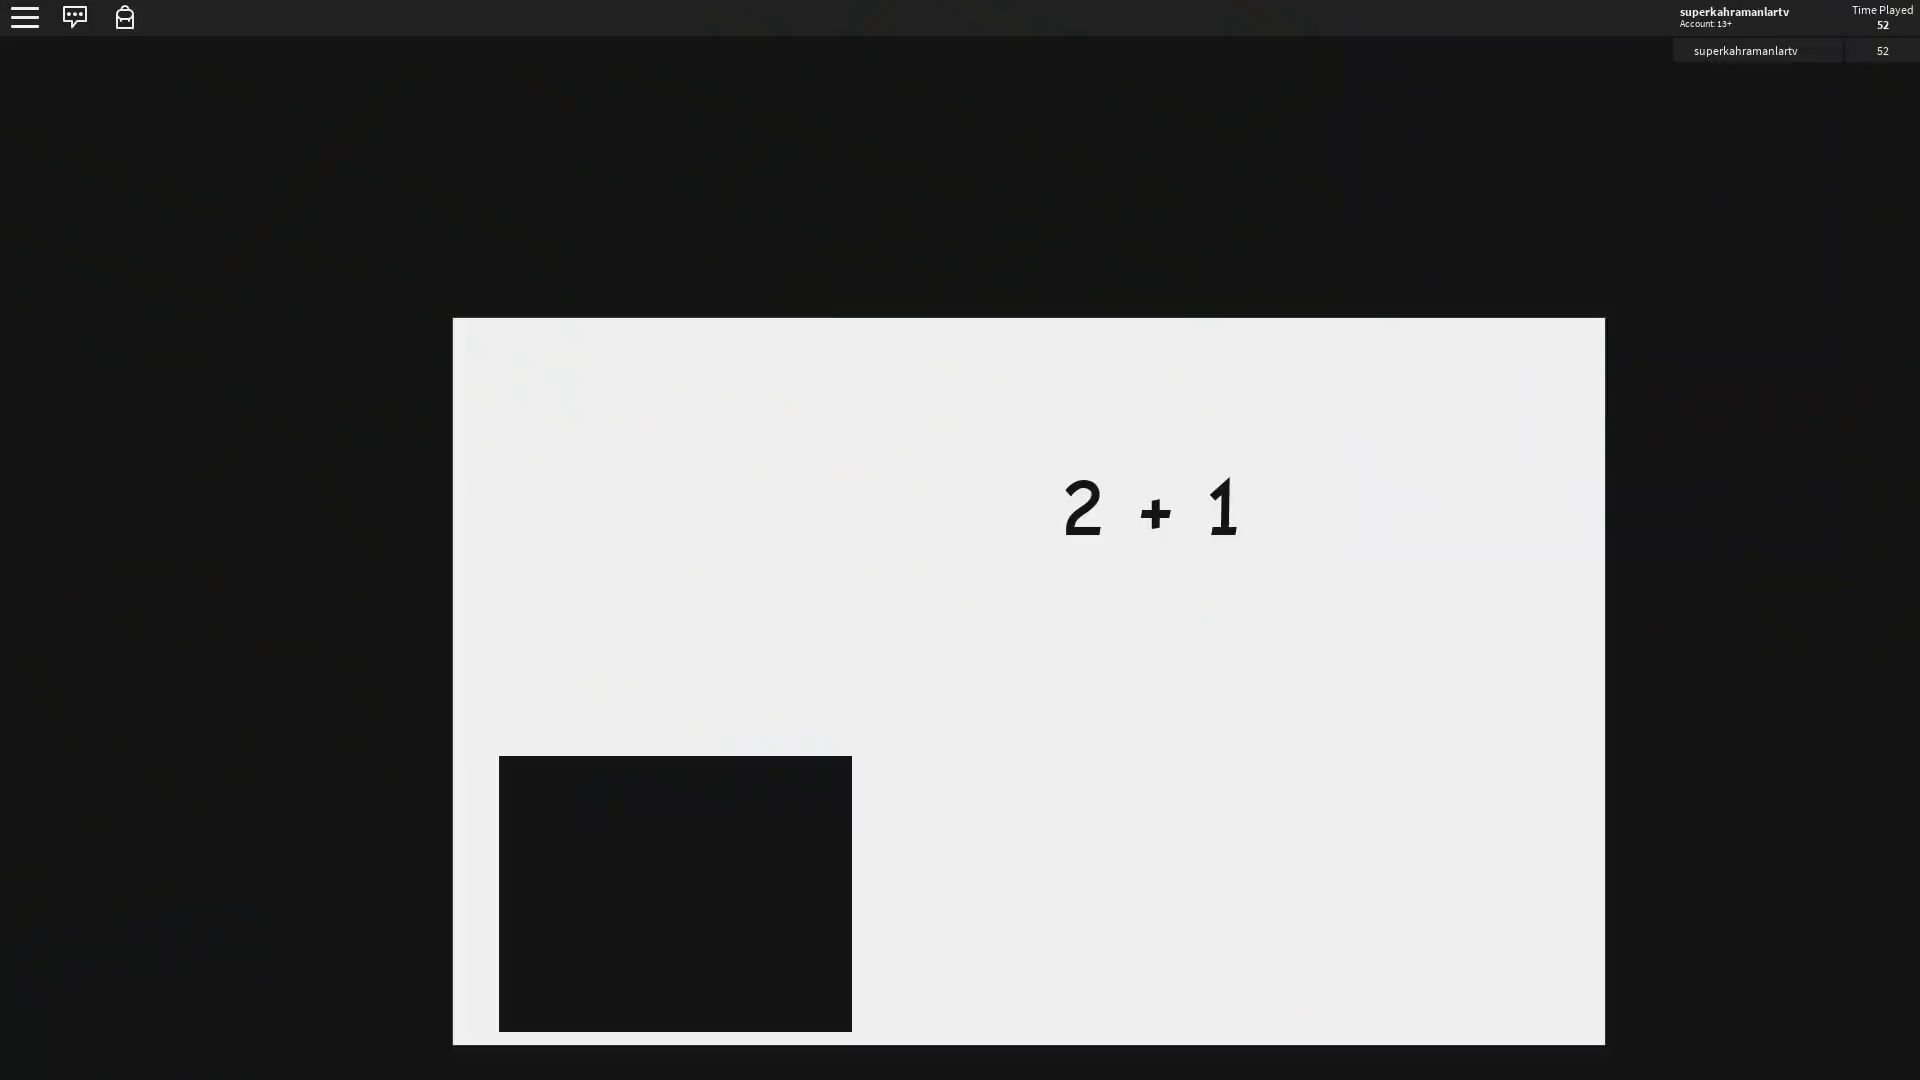 superkahramanlartv
Account: 13+
Time Played
52
superkahramanlartv
52
2 + 1